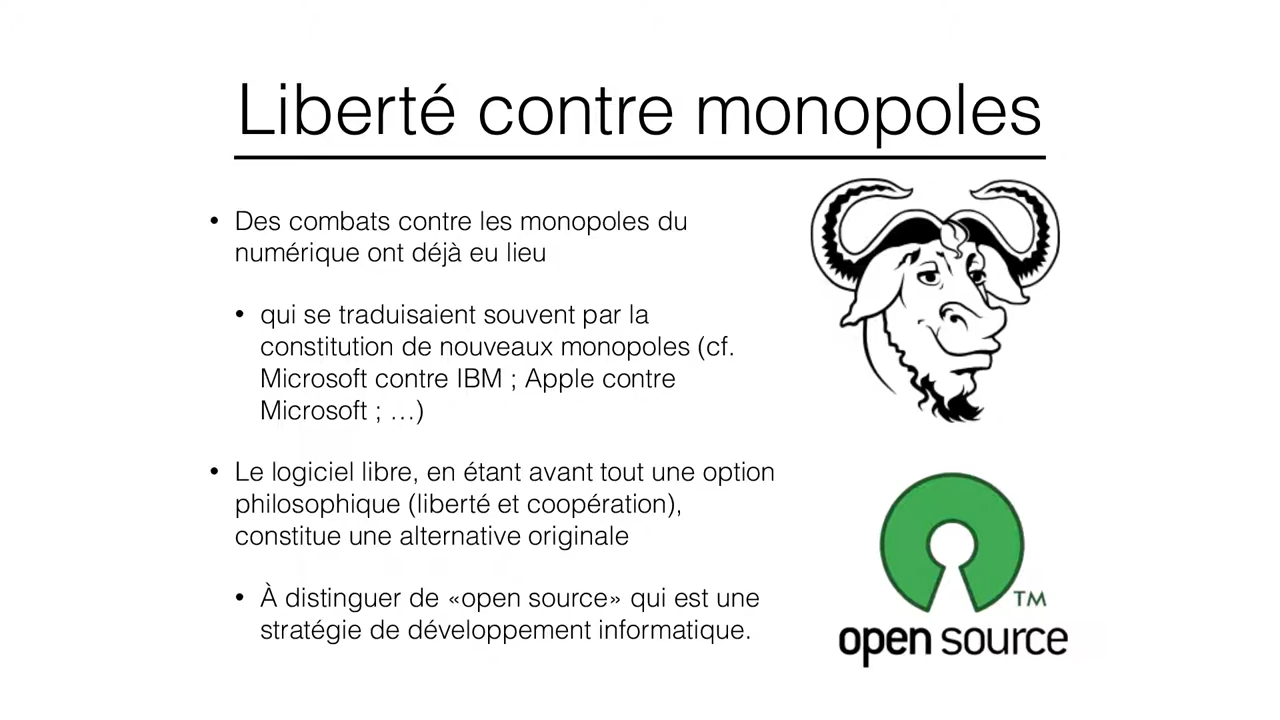 Liberté contre monopoles
• Des combats contre les monopoles du
numérique ont déjà eu lieu
• qui se traduisaient souvent par la
constitution de nouveaux monopoles (cf.
Microsoft contre IBM ; Apple contre
Microsoft ; …)
• Le logiciel libre, en étant avant tout une option
philosophique (liberté et coopération),
constitue une alternative originale
• À distinguer de «open source» qui est une
stratégie de développement informatique.
TM
open source